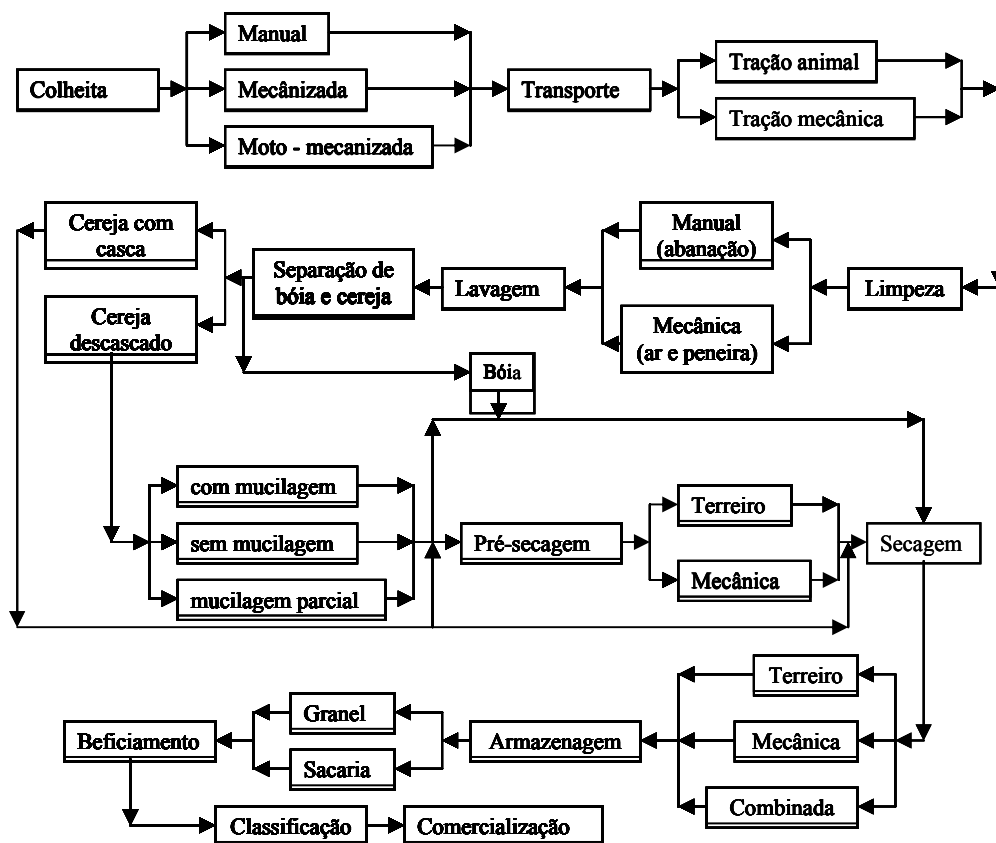 Manual
Colheita
Mecânizada
Moto - mecanizada
Transporte
Tração animal
Tração mecânica
Cereja com
casca
Cereja
descascado
Separação de
bóia e cereja
Lavagem
Manual
(abanação)
Mecânica
(ar e peneira)
Limpeza
Bóia
com mucilagem
sem mucilagem
mucilagem parcial
Pré-secagem
Terreiro
Mecânica
Secagem
Terreiro
Mecânica
Combinada
Armazenagem
Granel
Sacaria
Beficiamento
Classificação
Comercialização